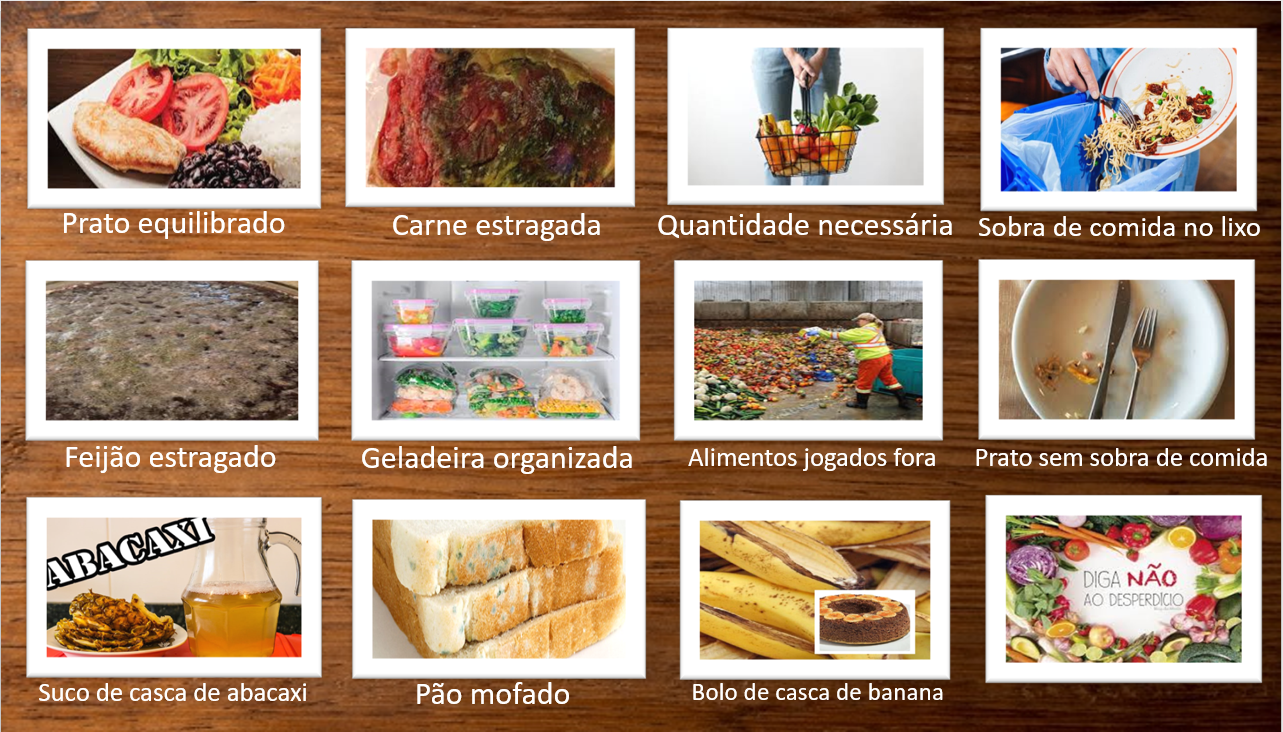 Prato equilibrado
Carne estragada
Quantidade necessária
Sobra de comida no lixo
Feijão estragado
Geladeira organizada
Alimentos jogados fora
Prato sem sobra de comida
ABACAXI
DIGA NÃO
AO DESPERDÍCIO
Suco de casca de abacaxi
Pão mofado
Bolo de casca de banana